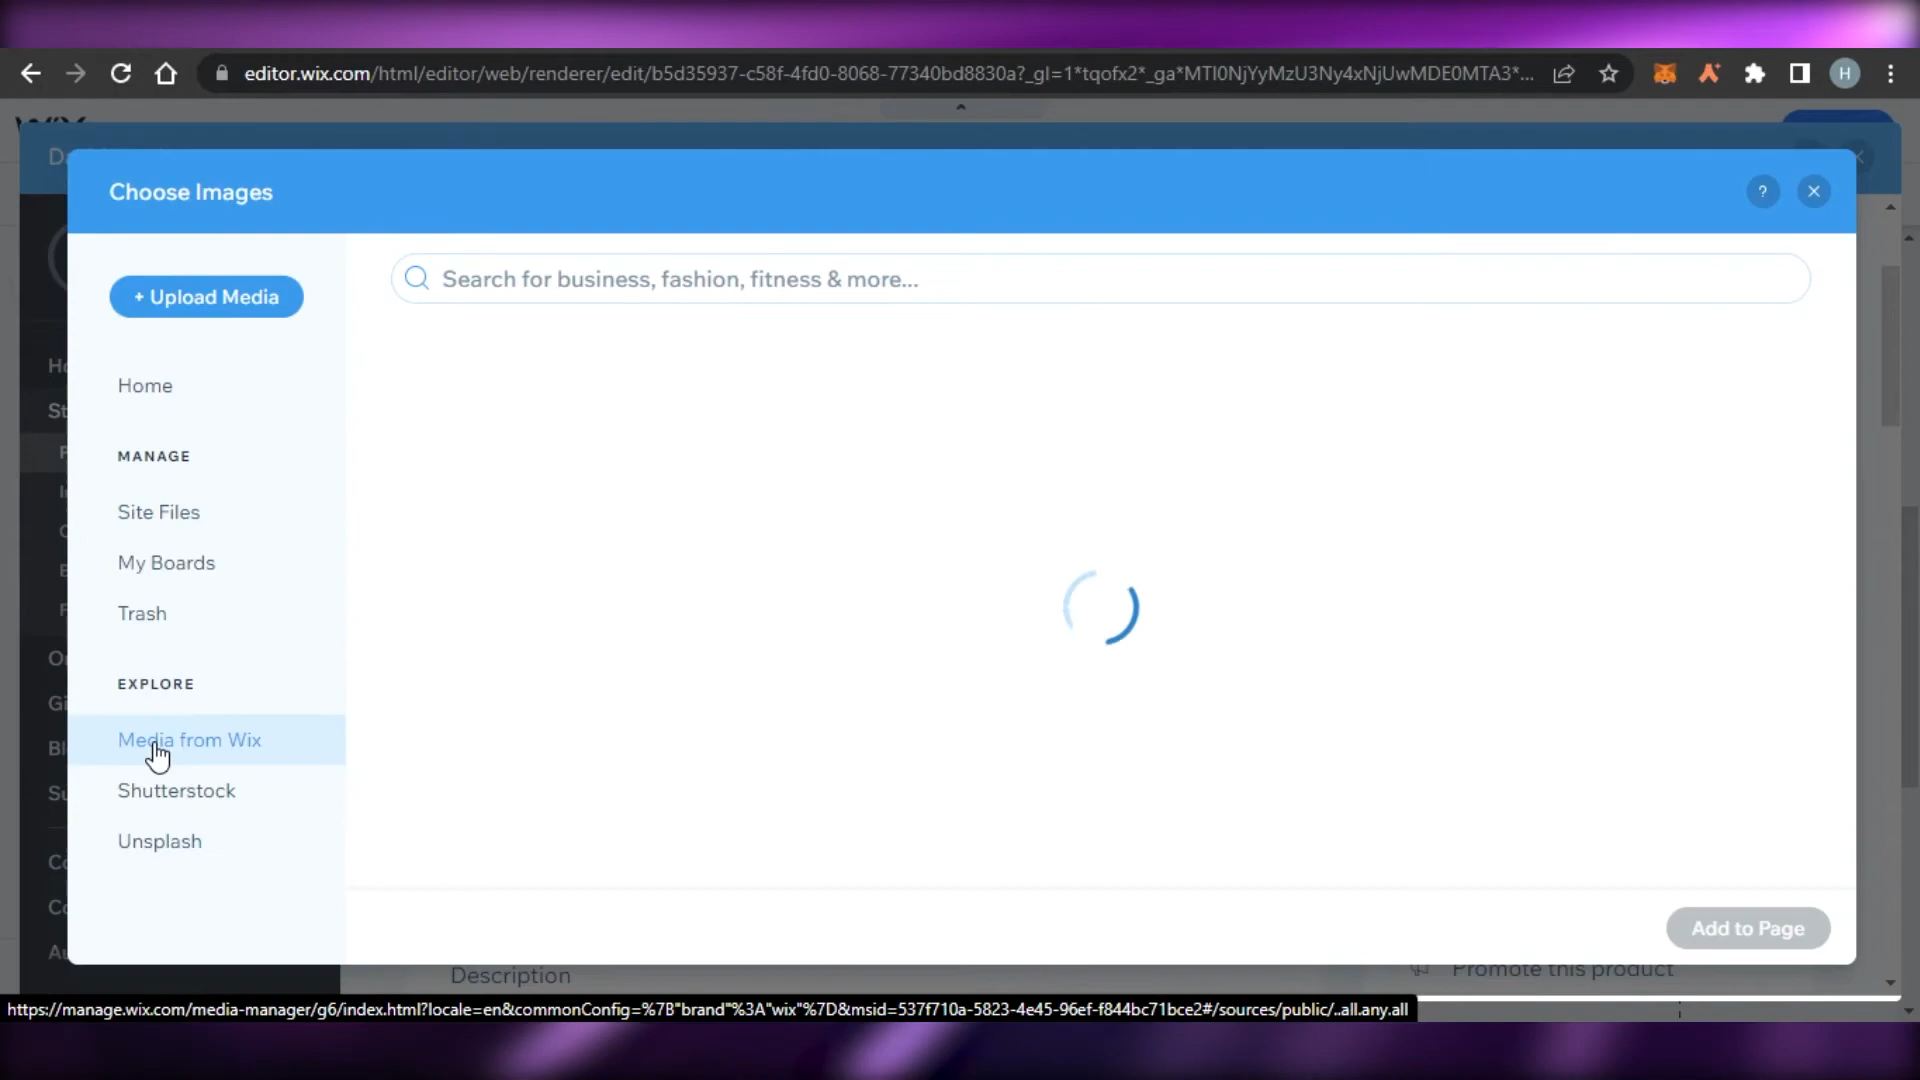 editor.wix.com/html/editor/web/renderer/edit/b5d35937-c58f-4fd0-8068-77340bd8830a?_gl=1*tqofx2*_ga*MTI0NjYyMzU3Ny4xNjUwMDE0MTA3*...
H
Choose Images
?
+ Upload Media
Search for business, fashion, fitness & more...
Home
MANAGE
Site Files
My Boards
Trash
EXPLORE
Media from Wix
Shutterstock
Unsplash
Add to Page
Description
Promote this product
https://manage.wix.com/media-manager/g6/index.html?locale=en&commonConfig=%7B"brand"%3A"wix"%7D&msid=537f710a-5823-4e45-96ef-f844bc71bce2#/sources/public/..all.any.all